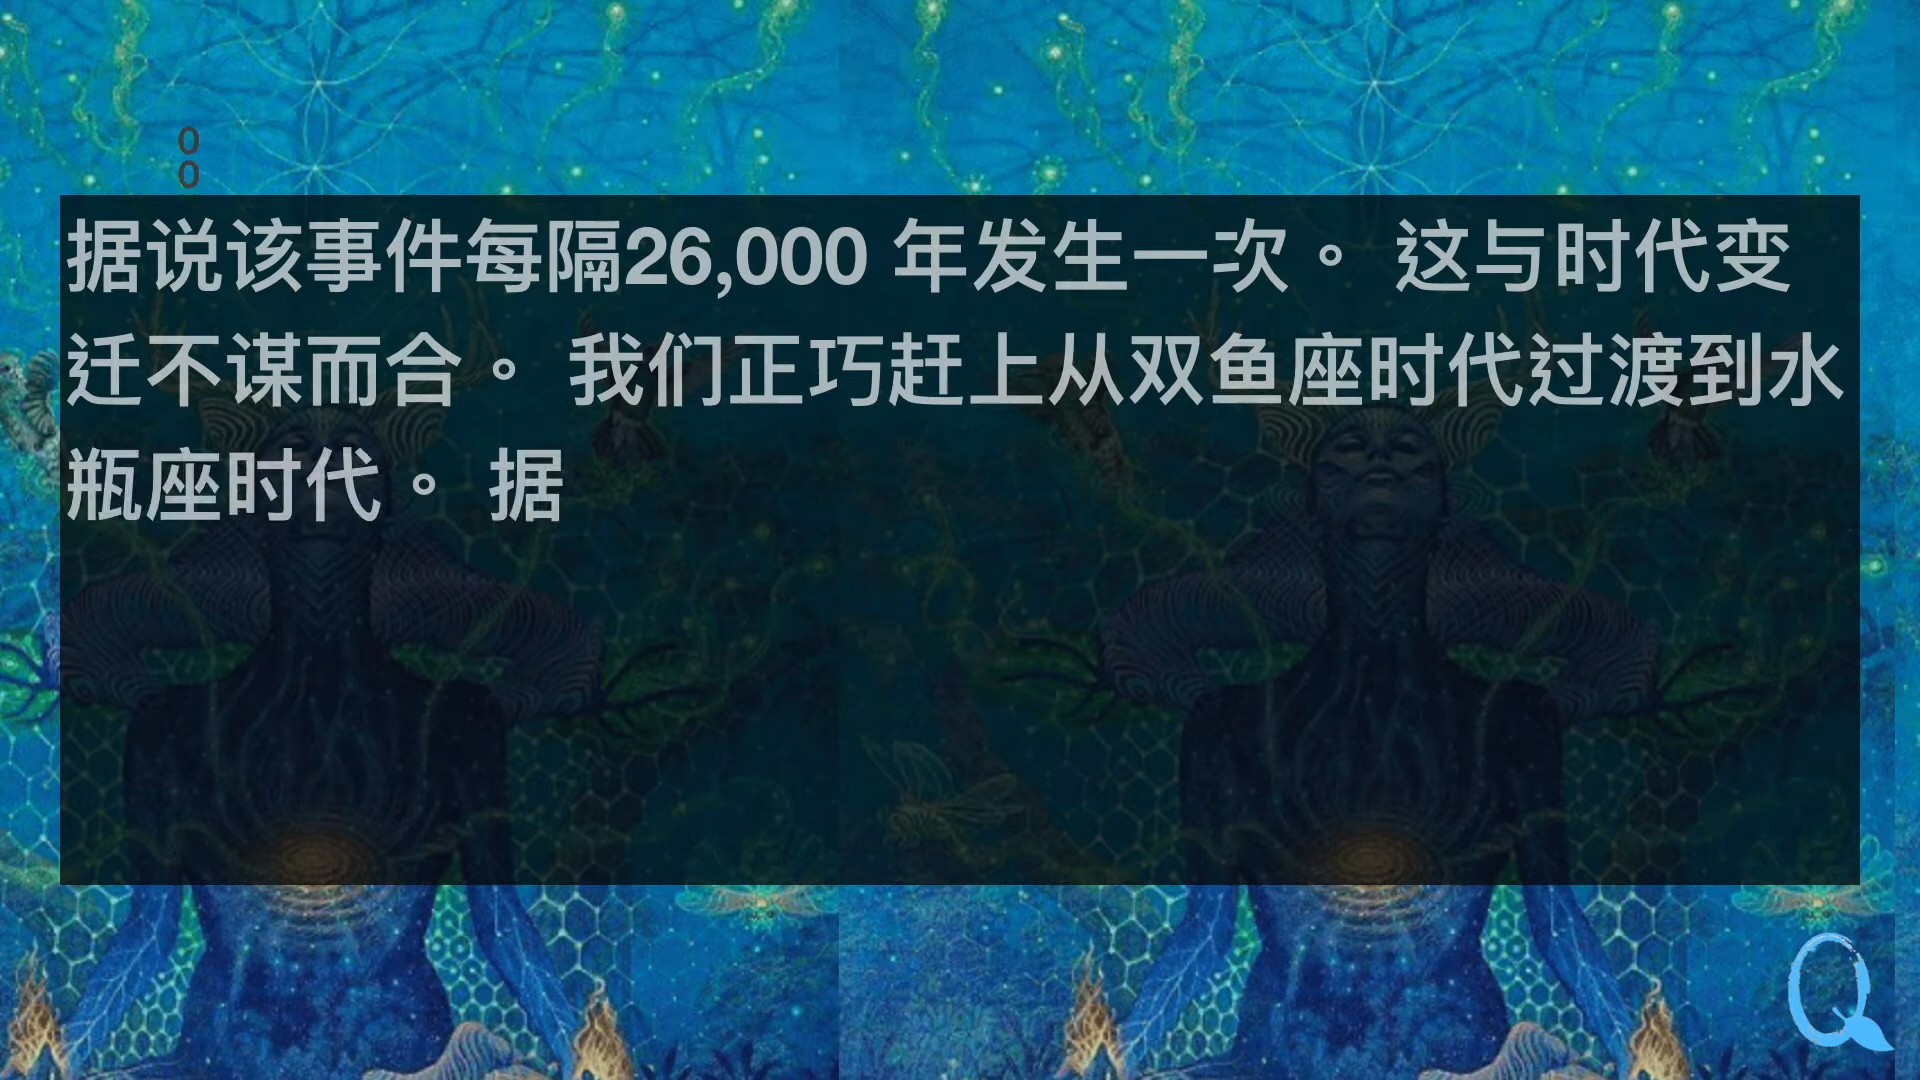 0
0
据说该事件每隔26,000 年发生一次。 这与时代变
迁不谋而合。 我们正巧赶上从双鱼座时代过渡到水
瓶座时代。 据
Q